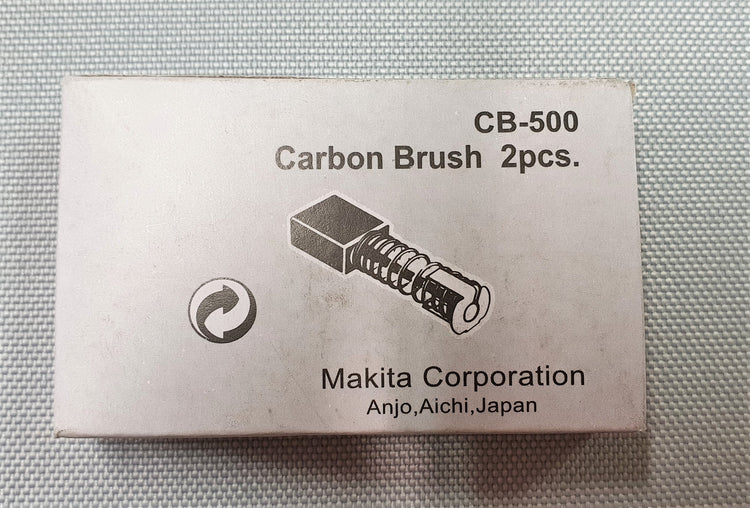 CB-500
Carbon Brush 2pcs.
Makita Corporation
Anjo,Aichi,Japan